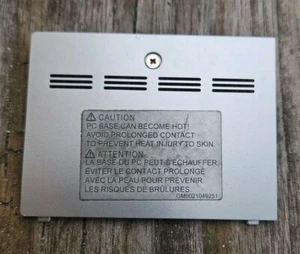 ⚠ CAUTION
PC BASE CAN BECOME HOT!
AVOID PROLONGED CONTACT
TO PREVENT HEAT INJURY TO SKIN.
⚠ ATTENTION
LA BASE DU PC PEUT S'ÉCHAUFFER.
ÉVITER LE CONTACT PROLONGÉ
AVEC LA PEAU POUR PRÉVENIR
LES RISQUES DE BRÛLURES.
GM9021049251